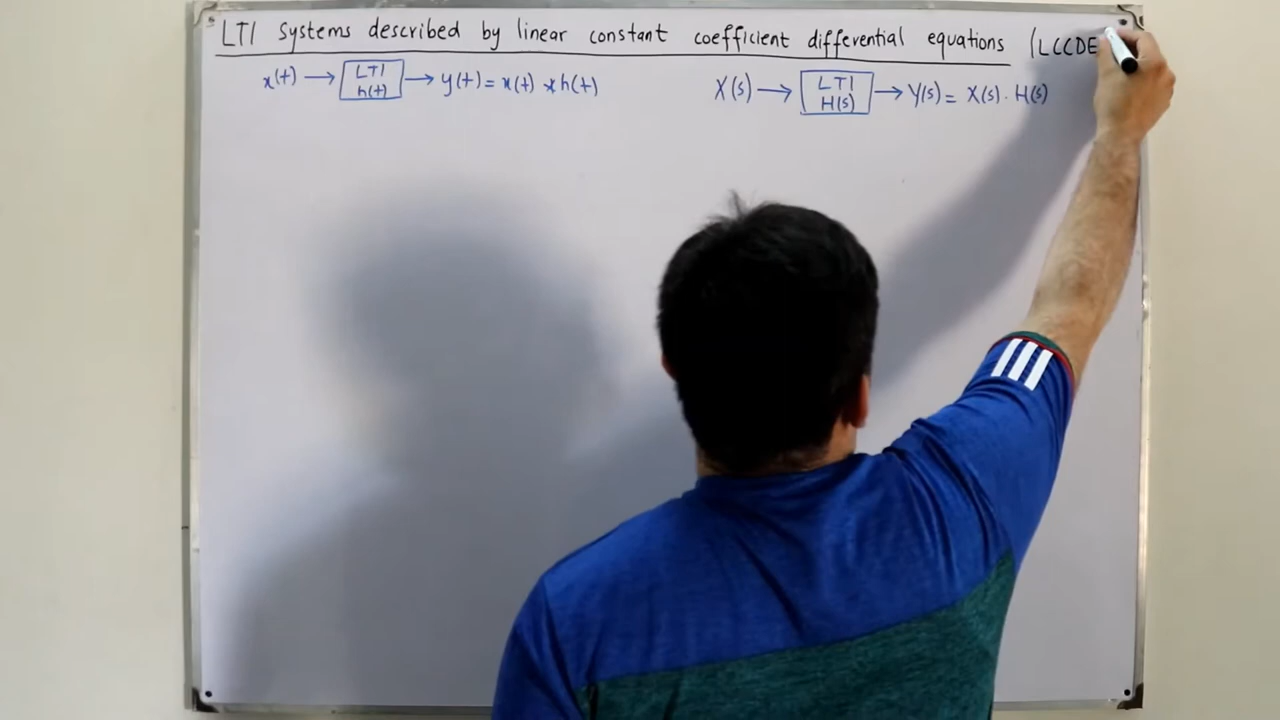 LTI systems described by linear constant coefficient differential equations (LCCDE
x(t) → LTI h(t) → y(t) = x(t) * h(t)
X(s) → LTI H(s) → Y(s) = X(s) . H(s)